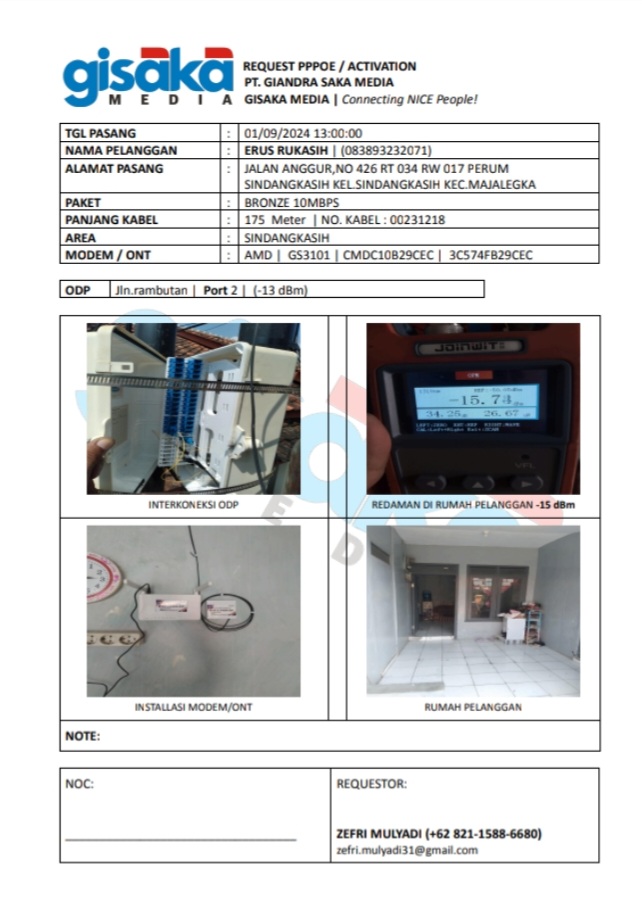 gisaka
MEDIA
REQUEST PPPOE / ACTIVATION
PT. GIANDRA SAKA MEDIA
GISAKA MEDIA | Connecting NICE People!
TGL PASANG : 01/09/2024 13:00:00
NAMA PELANGGAN : ERUS RUKASIH | (083893232071)
ALAMAT PASANG : JALAN ANGGUR,NO 426 RT 034 RW 017 PERUM
SINDANGKASIH KEL.SINDANGKASIH KEC.MAJALEGKA
PAKET : BRONZE 10MBPS
PANJANG KABEL : 175 Meter | NO. KABEL : 00231218
AREA : SINDANGKASIH
MODEM / ONT : AMD | GS3101 | CMDC10B29CEC | 3C574FB29CEC
ODP Jln.rambutan | Port 2 | (-13 dBm)
JOINWIT
OPM
-15.73
34.25 26.67
VFL
INTERKONEKSI ODP
REDAMAN DI RUMAH PELANGGAN -15 dBm
INSTALLASI MODEM/ONT
RUMAH PELANGGAN
NOTE:
NOC:
REQUESTOR:
ZEFRI MULYADI (+62 821-1588-6680)
zefri.mulyadi31@gmail.com